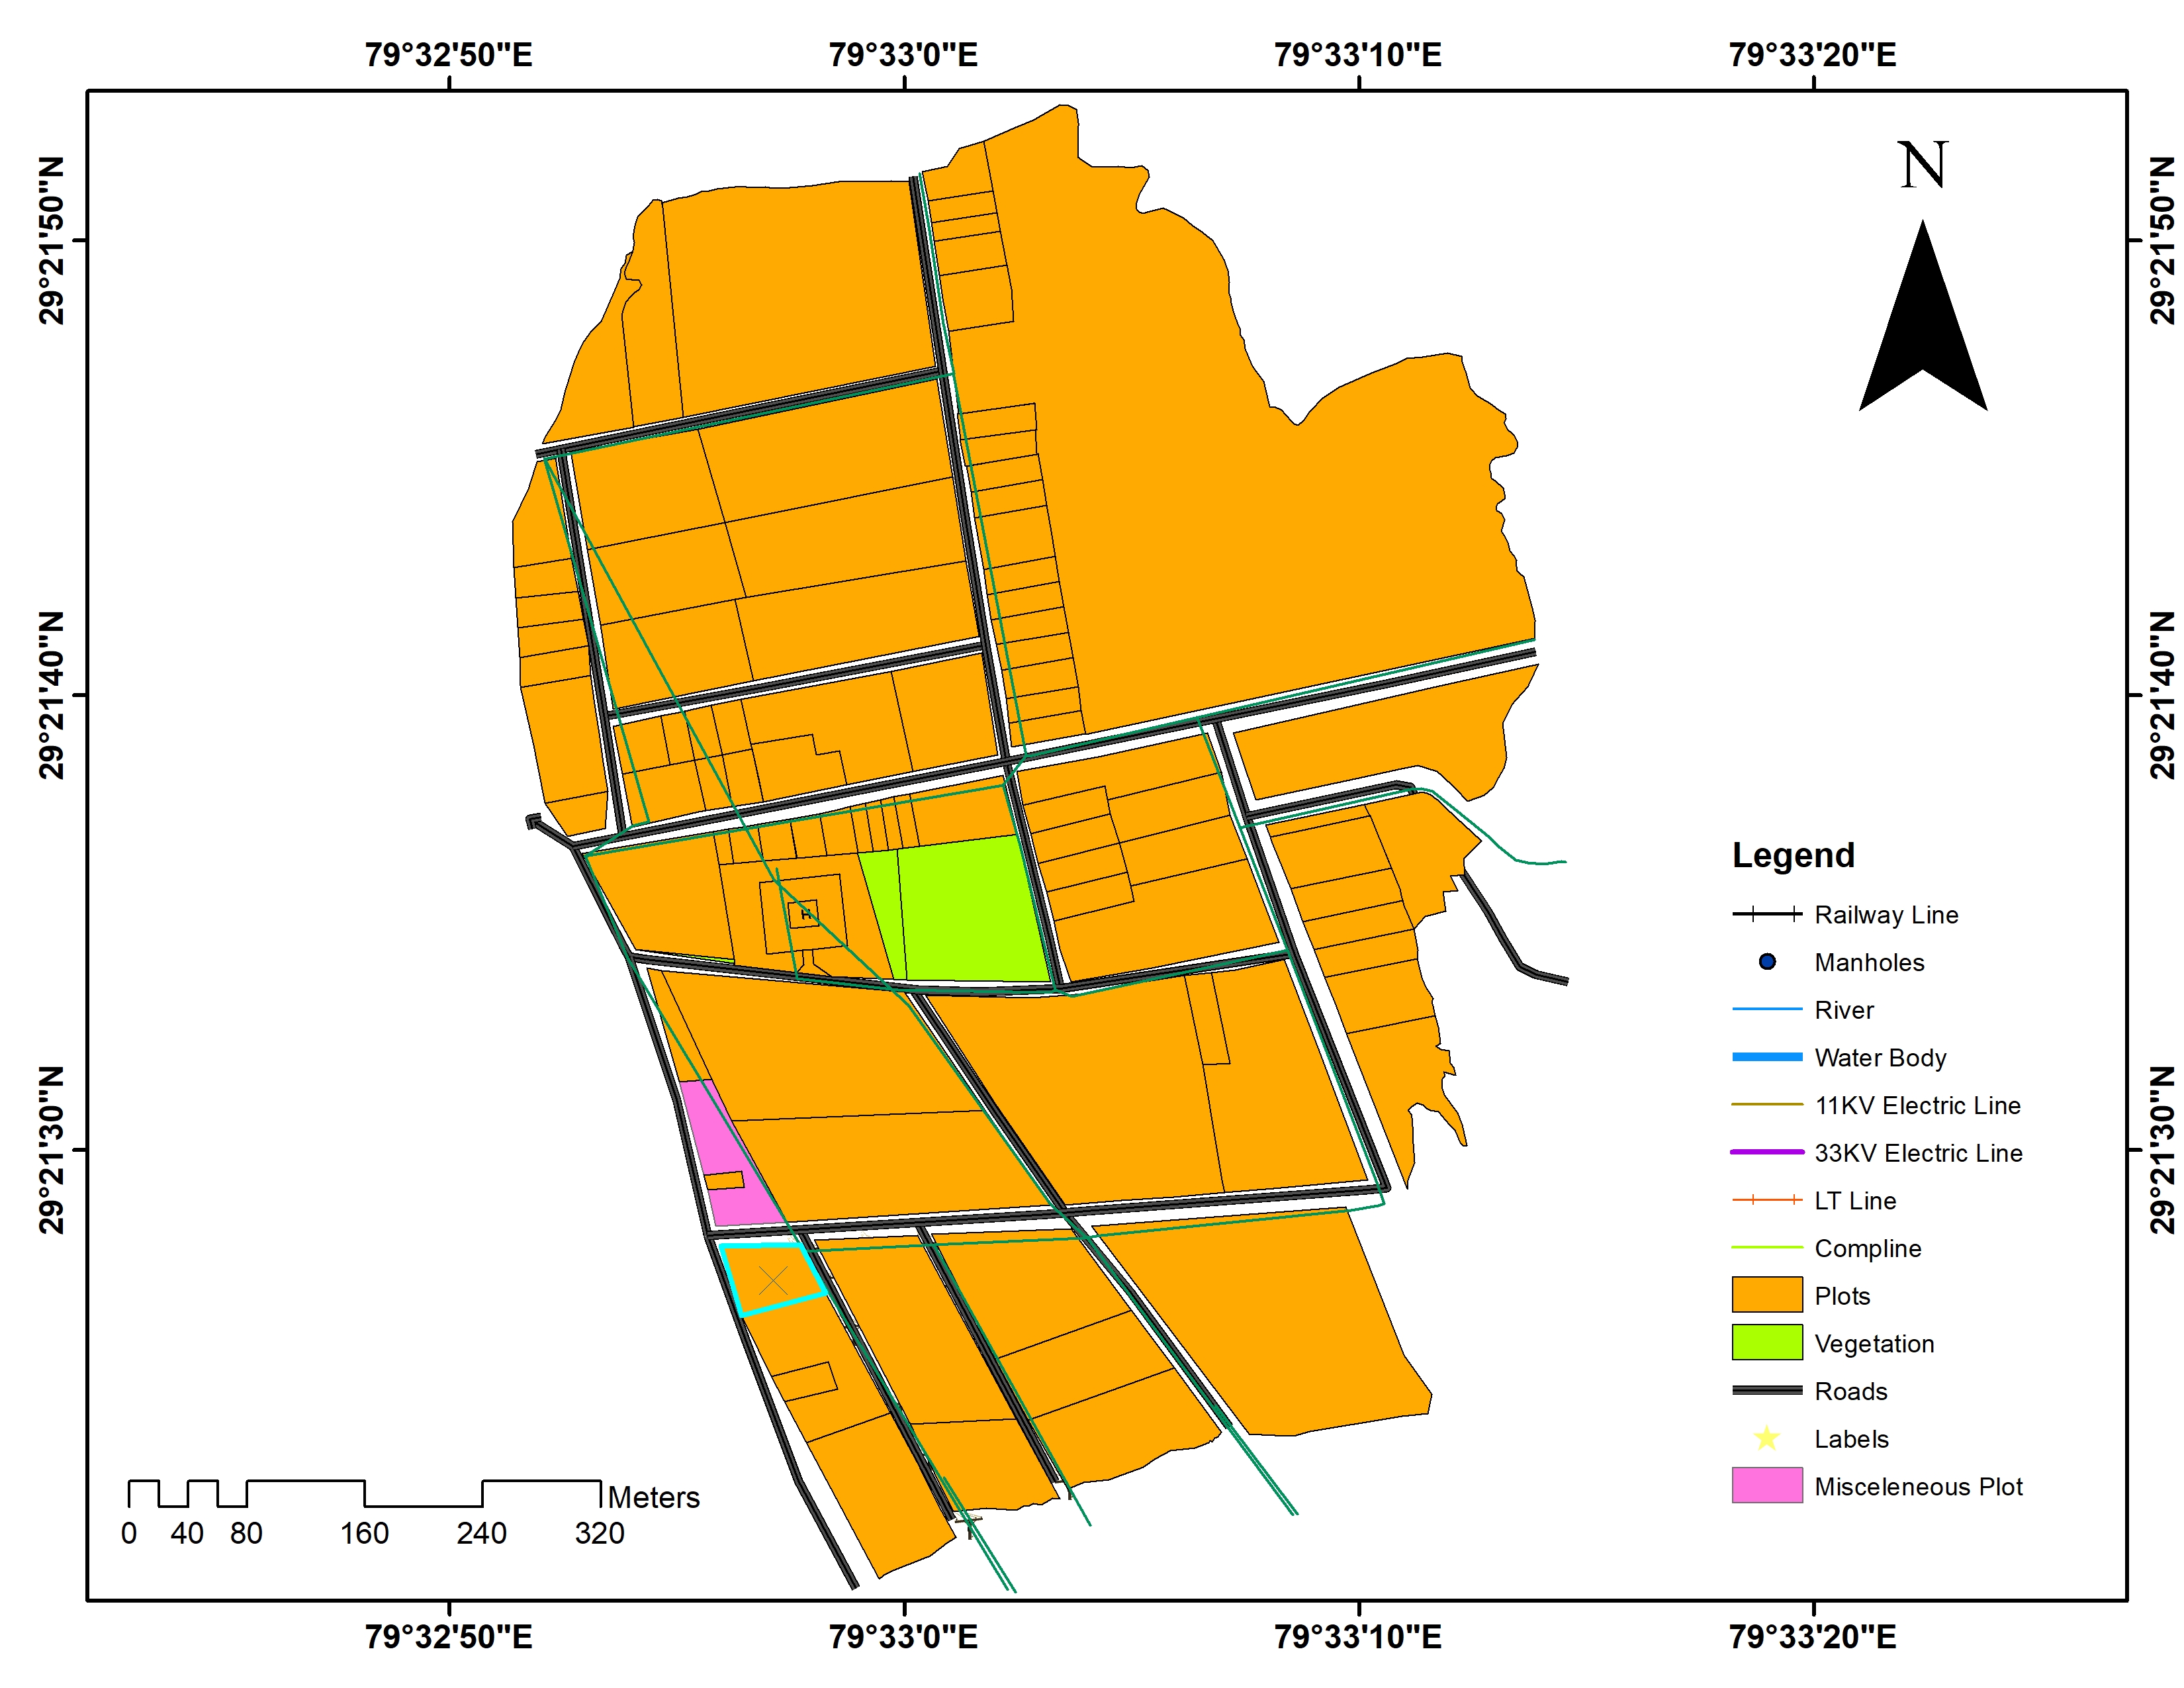 79°32'50"E 79°33'0"E 79°33'10"E 79°33'20"E
N
29°21'50"N 29°21'50"N
29°21'40"N 29°21'40"N
29°21'30"N 29°21'30"N
Legend
Railway Line
Manholes
River
Water Body
11KV Electric Line
33KV Electric Line
LT Line
Compline
Plots
Vegetation
Roads
Labels
Misceleneous Plot
Meters
0 40 80 160 240 320
79°32'50"E 79°33'0"E 79°33'10"E 79°33'20"E